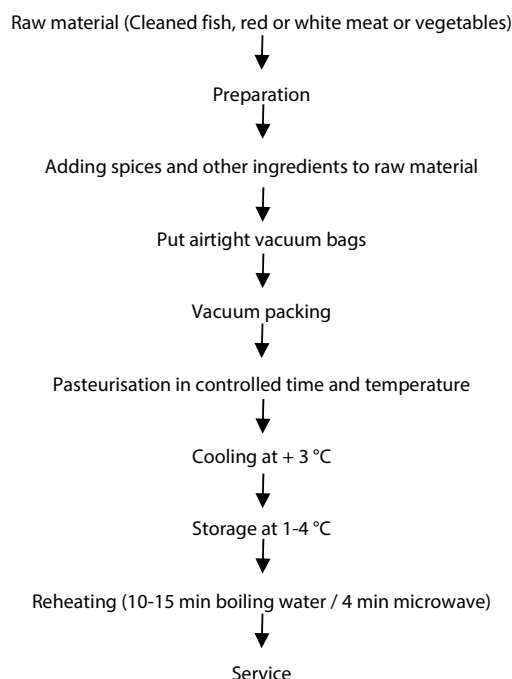 Raw material (Cleaned fish, red or white meat or vegetables)
Preparation
Adding spices and other ingredients to raw material
Put airtight vacuum bags
Vacuum packing
Pasteurisation in controlled time and temperature
Cooling at + 3 °C
Storage at 1-4 °C
Reheating (10-15 min boiling water / 4 min microwave)
Service